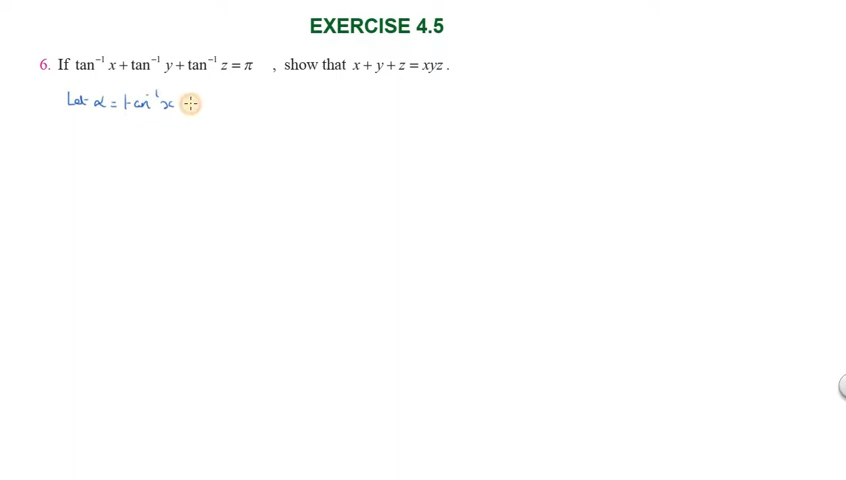 EXERCISE 4.5
6. If tan⁻¹ x + tan⁻¹ y + tan⁻¹ z = π , show that x + y + z = xyz .
Let α = tan⁻¹ x